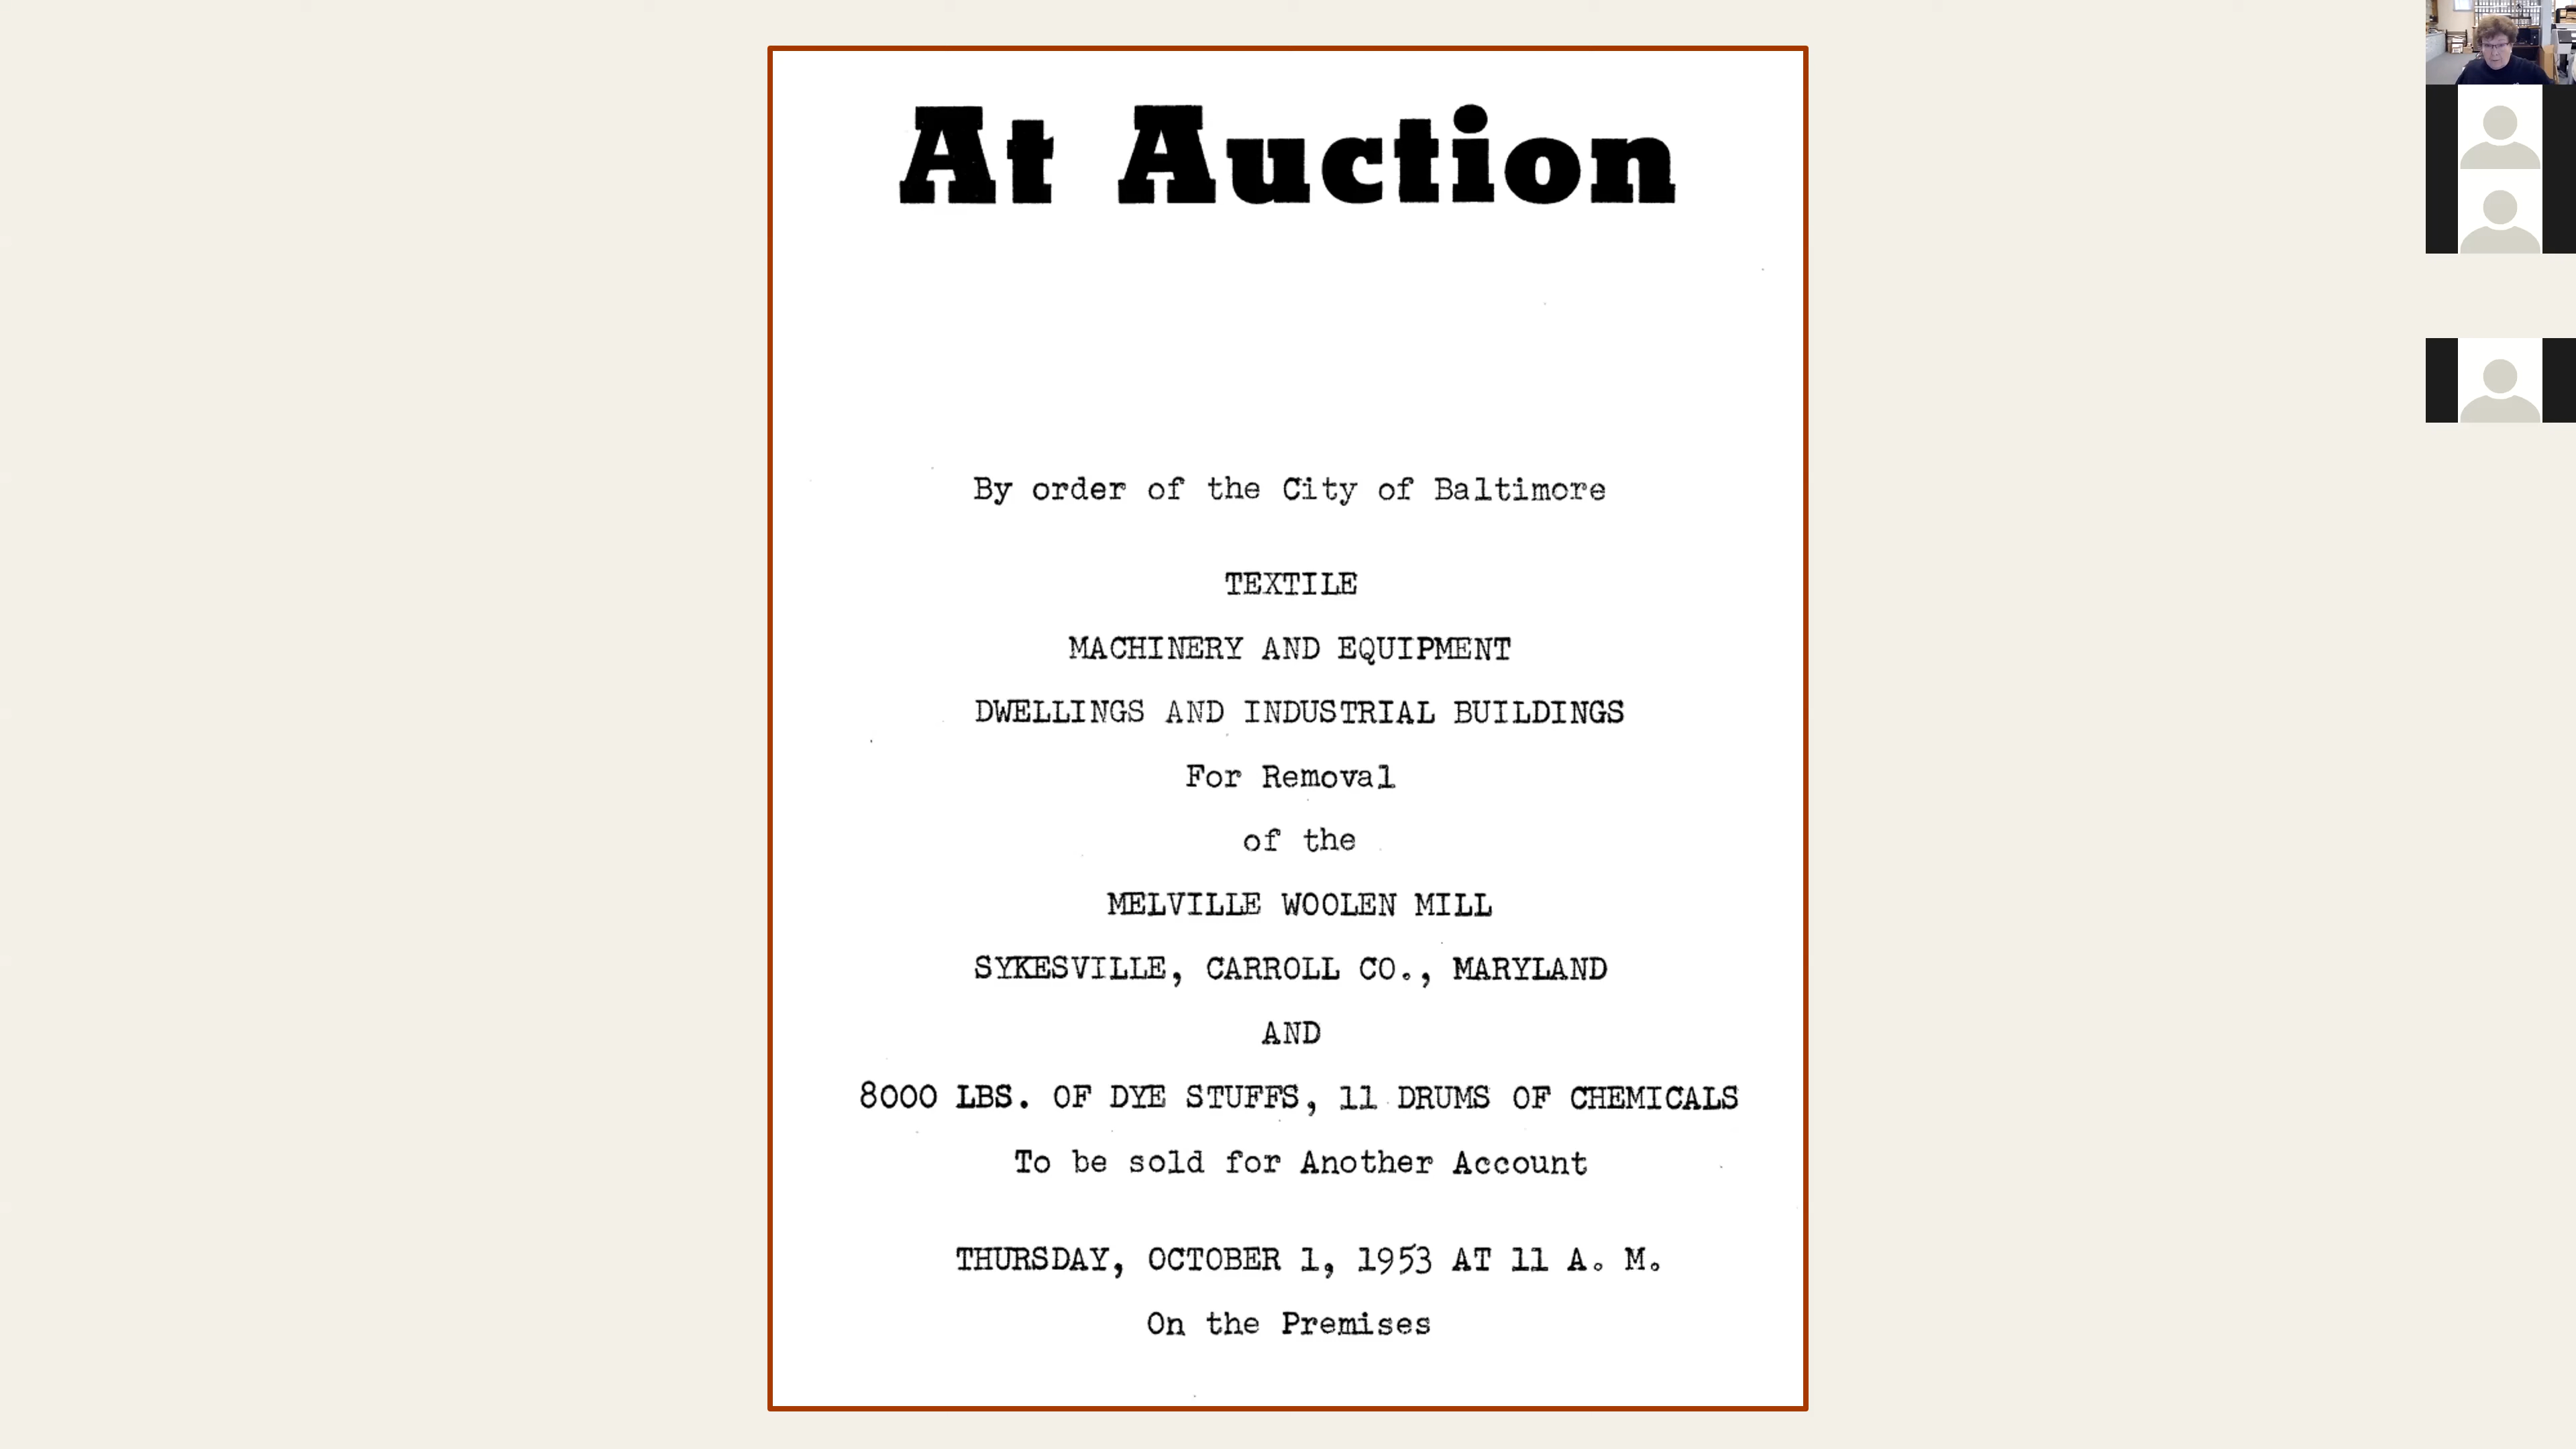 At Auction
By order of the City of Baltimore
TEXTILE
MACHINERY AND EQUIPMENT
DWELLINGS AND INDUSTRIAL BUILDINGS
For Removal
of the
MELVILLE WOOLEN MILL
SYKESVILLE, CARROLL CO., MARYLAND
AND
8000 LBS. OF DYE STUFFS, 11 DRUMS OF CHEMICALS
To be sold for Another Account
THURSDAY, OCTOBER 1, 1953 AT 11 A. M.
On the Premises